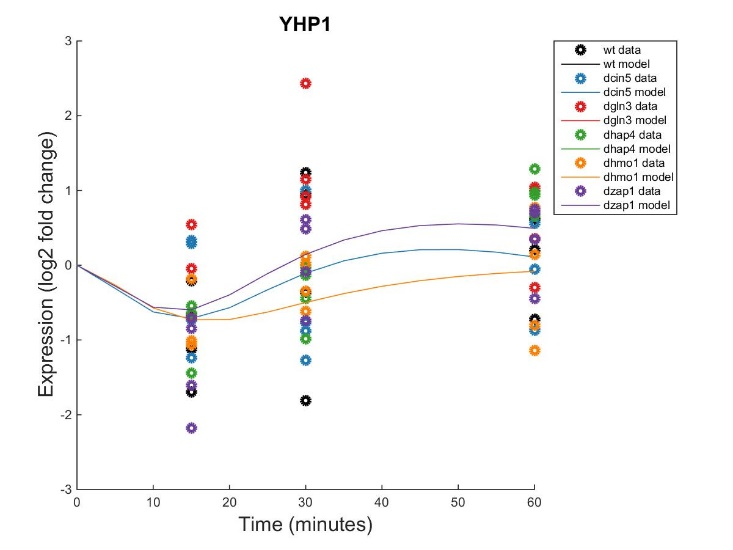 YHP1
Expression (log2 fold change)
3
2
1
0
-1
-2
-3
0 10 20 30 40 50 60
Time (minutes)
wt data
wt model
dcin5 data
dcin5 model
dgln3 data
dgln3 model
dhap4 data
dhap4 model
dhmo1 data
dhmo1 model
dzap1 data
dzap1 model